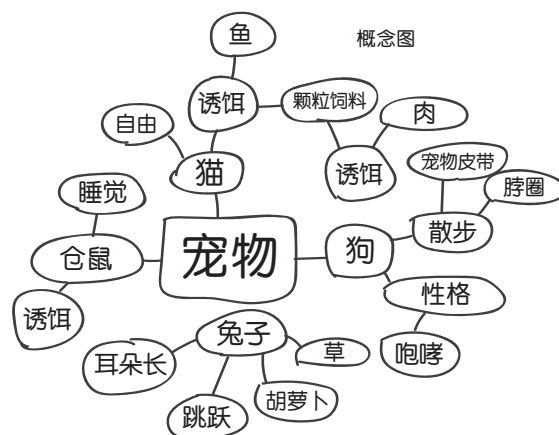 鱼
概念图
诱饵
颗粒饲料
肉
自由
猫
诱饵
宠物皮带
脖圈
睡觉
散步
仓鼠
宠物
狗
诱饵
性格
兔子
耳朵长
草
咆哮
胡萝卜
跳跃